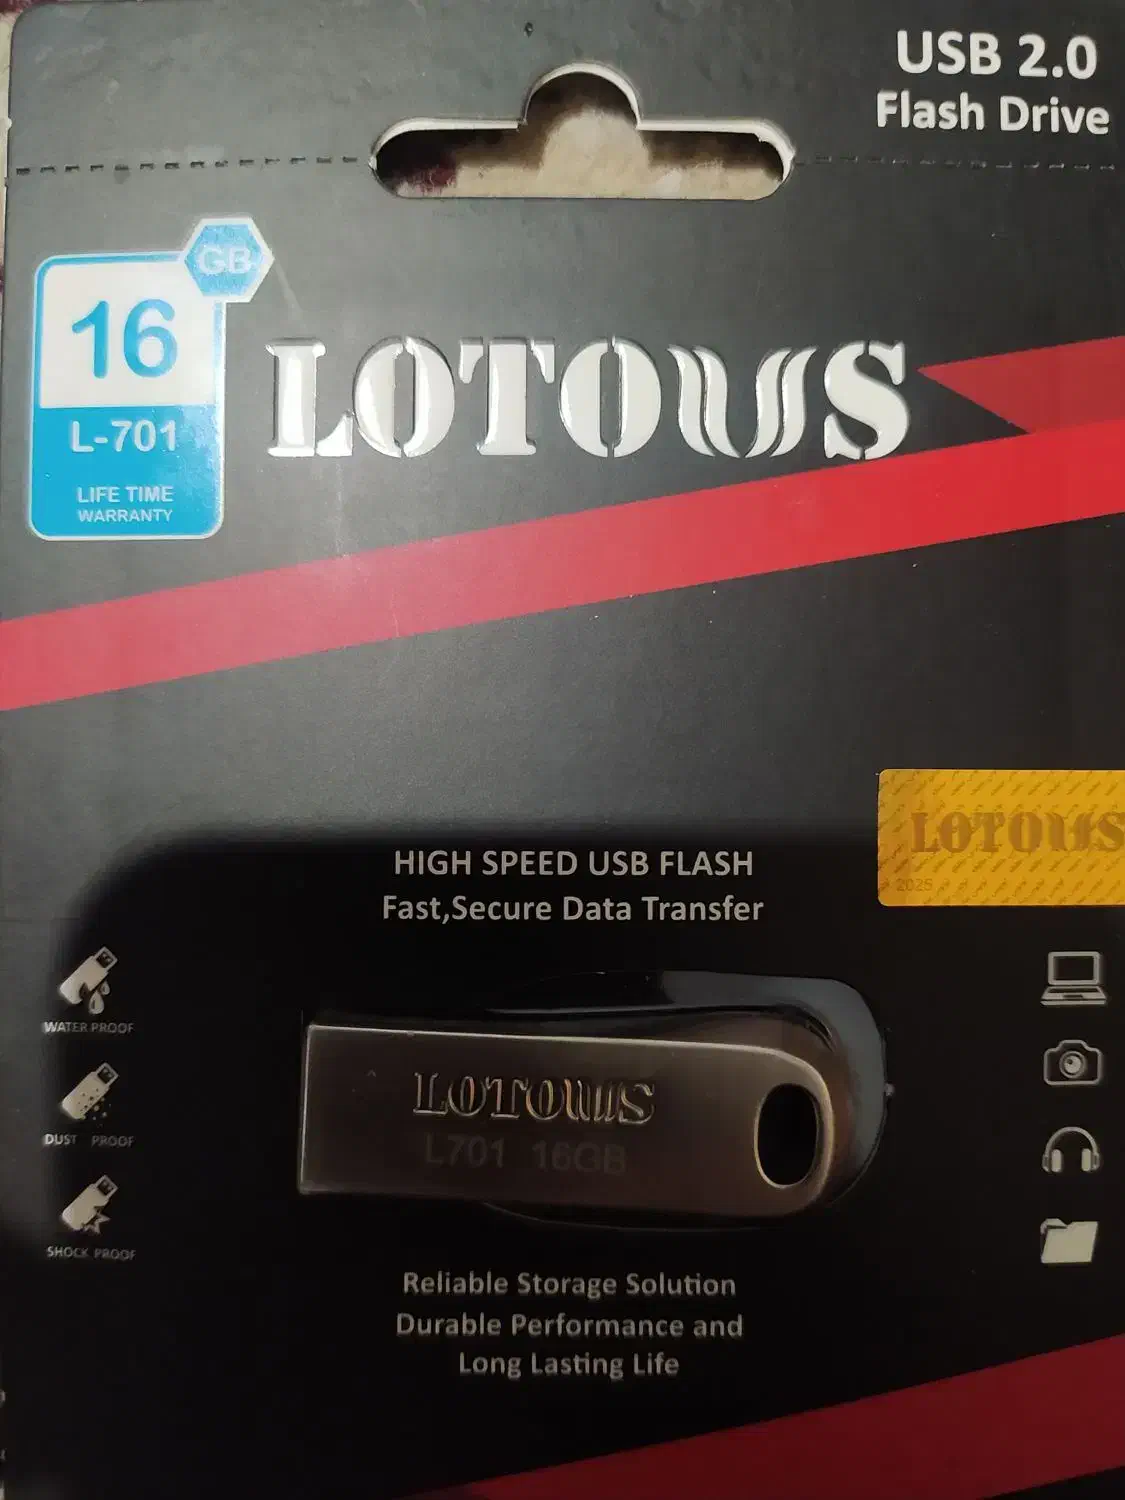 USB 2.0
Flash Drive
GB
16
L-701
LIFE TIME
WARRANTY
LOTOUS
LOTOUS
2025
HIGH SPEED USB FLASH
Fast,Secure Data Transfer
WATER PROOF
DUST PROOF
SHOCK PROOF
LOTOUS
L701 16GB
Reliable Storage Solution
Durable Performance and
Long Lasting Life